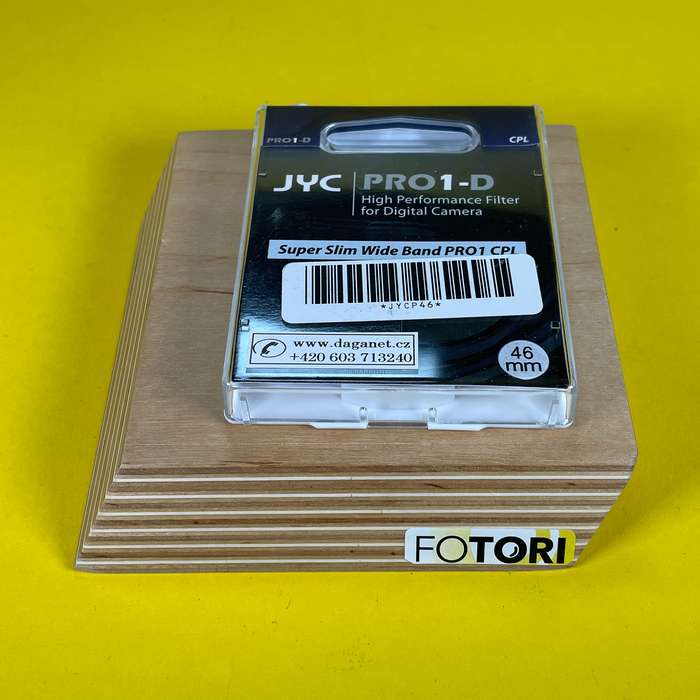 PRO1-D CPL
JYC PRO1-D
High Performance Filter
for Digital Camera
Super Slim Wide Band PRO1 CPL
*JYCP46*
www.daganet.cz
+420 603 713240
46
mm
FOTORI